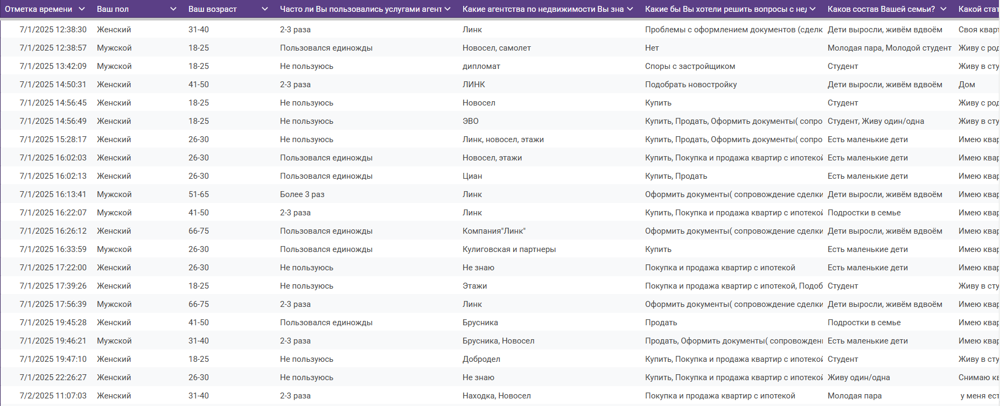 Отметка времени Ваш пол Ваш возраст Часто ли Вы пользовались услугами агент Какие агентства по недвижимости Вы зна Какие бы Вы хотели решить вопросы с не Каков состав Вашей семьи? Какой стат
7/1/2025 12:38:30 Женский 31-40 2-3 раза Линк Проблемы с оформлением документов (сделк Дети выросли, живём вдвоём Своя кварт
7/1/2025 12:38:57 Мужской 18-25 Пользовался единожды Новосел, самолет Нет Молодая пара, Молодой студент Живу с род
7/1/2025 13:42:09 Мужской 18-25 Не пользуюсь дипломат Споры с застройщиком Студент Живу в сту
7/1/2025 14:50:31 Женский 41-50 2-3 раза ЛИНК Подобрать новостройку Дети выросли, живём вдвоём Дом
7/1/2025 14:56:45 Женский 18-25 Не пользуюсь Новосел Купить Студент Живу с род
7/1/2025 14:56:49 Женский 18-25 Не пользуюсь ЭВО Купить, Продать, Оформить документы( сопро Студент, Живу один/одна Живу в сту
7/1/2025 15:28:17 Женский 26-30 Не пользуюсь Линк, новосел, этажи Купить, Продать, Оформить документы( сопро Есть маленькие дети Имею квар
7/1/2025 16:02:03 Женский 26-30 Пользовался единожды Новосел, этажи Купить, Покупка и продажа квартир с ипотекой Есть маленькие дети Имею квар
7/1/2025 16:02:13 Женский 26-30 Пользовался единожды Циан Купить, Продать Есть маленькие дети Имею квар
7/1/2025 16:13:41 Мужской 51-65 Более 3 раз Линк Оформить документы( сопровождение сделки Дети выросли, живём вдвоём Имею квар
7/1/2025 16:22:07 Мужской 41-50 2-3 раза Линк Купить, Покупка и продажа квартир с ипотекой Подростки в семье Имею квар
7/1/2025 16:26:12 Женский 66-75 Пользовался единожды Компания"Линк" Оформить документы( сопровождение сделки Дети выросли, живём вдвоём Имею квар
7/1/2025 16:33:59 Мужской 26-30 Пользовался единожды Кулиговская и партнеры Купить Есть маленькие дети Имею квар
7/1/2025 17:22:00 Женский 26-30 Не пользуюсь Не знаю Покупка и продажа квартир с ипотекой Есть маленькие дети Имею квар
7/1/2025 17:39:26 Женский 18-25 Не пользуюсь Этажи Покупка и продажа квартир с ипотекой, Подоб Студент Живу в сту
7/1/2025 17:56:39 Мужской 66-75 2-3 раза Линк Оформить документы( сопровождение сделки Дети выросли, живём вдвоём Имею квар
7/1/2025 19:45:28 Женский 41-50 Пользовался единожды Брусника Продать Подростки в семье Имею квар
7/1/2025 19:46:21 Мужской 31-40 2-3 раза Брусника, Новосел Продать, Оформить документы( сопровожден Есть маленькие дети Имею квар
7/1/2025 19:47:10 Женский 18-25 Не пользуюсь Добродел Купить, Покупка и продажа квартир с ипотекой Студент Живу в сту
7/1/2025 22:26:27 Женский 26-30 Не пользуюсь Не знаю Купить, Покупка и продажа квартир с ипотекой Живу один/одна Снимаю кв
7/2/2025 11:07:03 Женский 31-40 2-3 раза Находка, Новосел Покупка и продажа квартир с ипотекой Молодая пара у меня ест